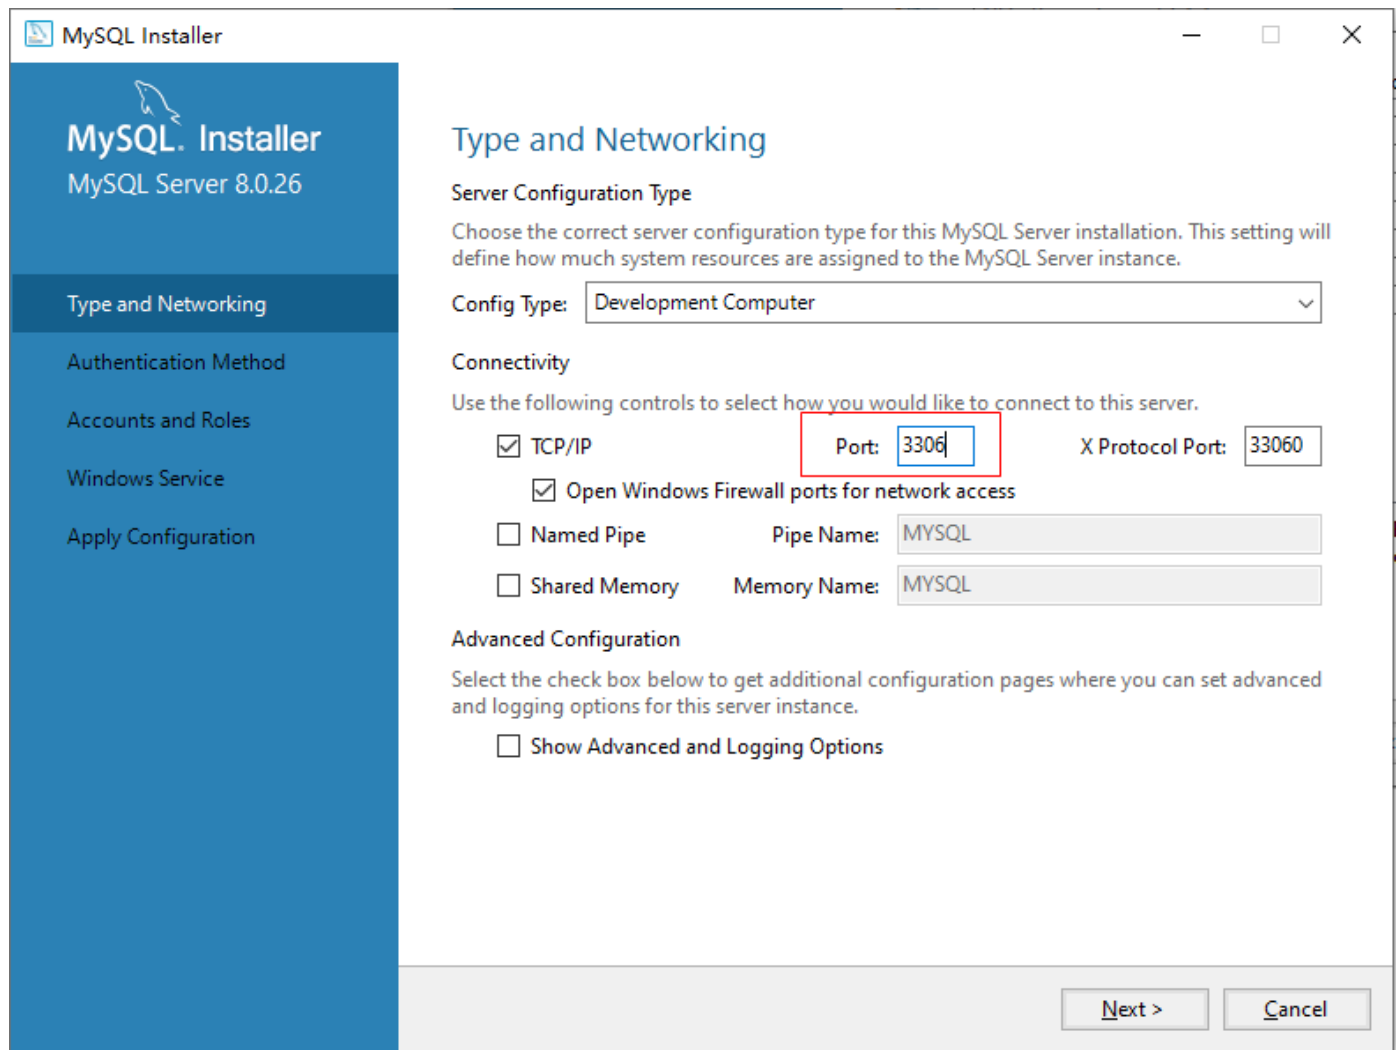 MySQL Installer
MySQL. Installer
MySQL Server 8.0.26
Type and Networking
Authentication Method
Accounts and Roles
Windows Service
Apply Configuration
Type and Networking
Server Configuration Type
Choose the correct server configuration type for this MySQL Server installation. This setting will
define how much system resources are assigned to the MySQL Server instance.
Config Type: Development Computer
Connectivity
Use the following controls to select how you would like to connect to this server.
TCP/IP Port: 3306 X Protocol Port: 33060
Open Windows Firewall ports for network access
Named Pipe Pipe Name: MYSQL
Shared Memory Memory Name: MYSQL
Advanced Configuration
Select the check box below to get additional configuration pages where you can set advanced
and logging options for this server instance.
Show Advanced and Logging Options
Next > Cancel